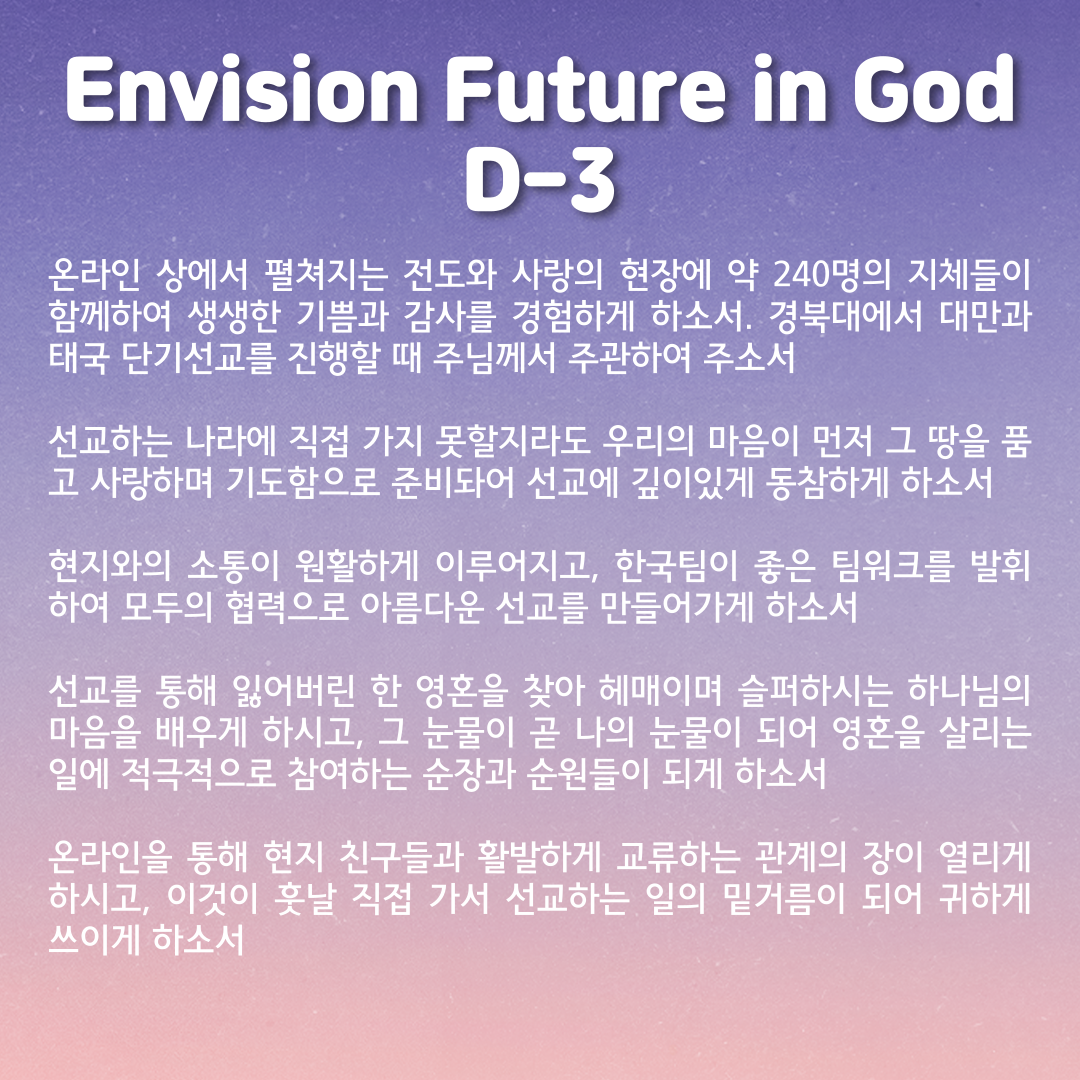 Envision Future in God
D-3
온라인 상에서 펼쳐지는 전도와 사랑의 현장에 약 240명의 지체들이
함께하여 생생한 기쁨과 감사를 경험하게 하소서. 경북대에서 대만과
태국 단기선교를 진행할 때 주님께서 주관하여 주소서
선교하는 나라에 직접 가지 못할지라도 우리의 마음이 먼저 그 땅을 품
고 사랑하며 기도함으로 준비돠어 선교에 깊이있게 동참하게 하소서
현지와의 소통이 원활하게 이루어지고, 한국팀이 좋은 팀워크를 발휘
하여 모두의 협력으로 아름다운 선교를 만들어가게 하소서
선교를 통해 잃어버린 한 영혼을 찾아 헤매이며 슬퍼하시는 하나님의
마음을 배우게 하시고, 그 눈물이 곧 나의 눈물이 되어 영혼을 살리는
일에 적극적으로 참여하는 순장과 순원들이 되게 하소서
온라인을 통해 현지 친구들과 활발하게 교류하는 관계의 장이 열리게
하시고, 이것이 훗날 직접 가서 선교하는 일의 밑거름이 되어 귀하게
쓰이게 하소서